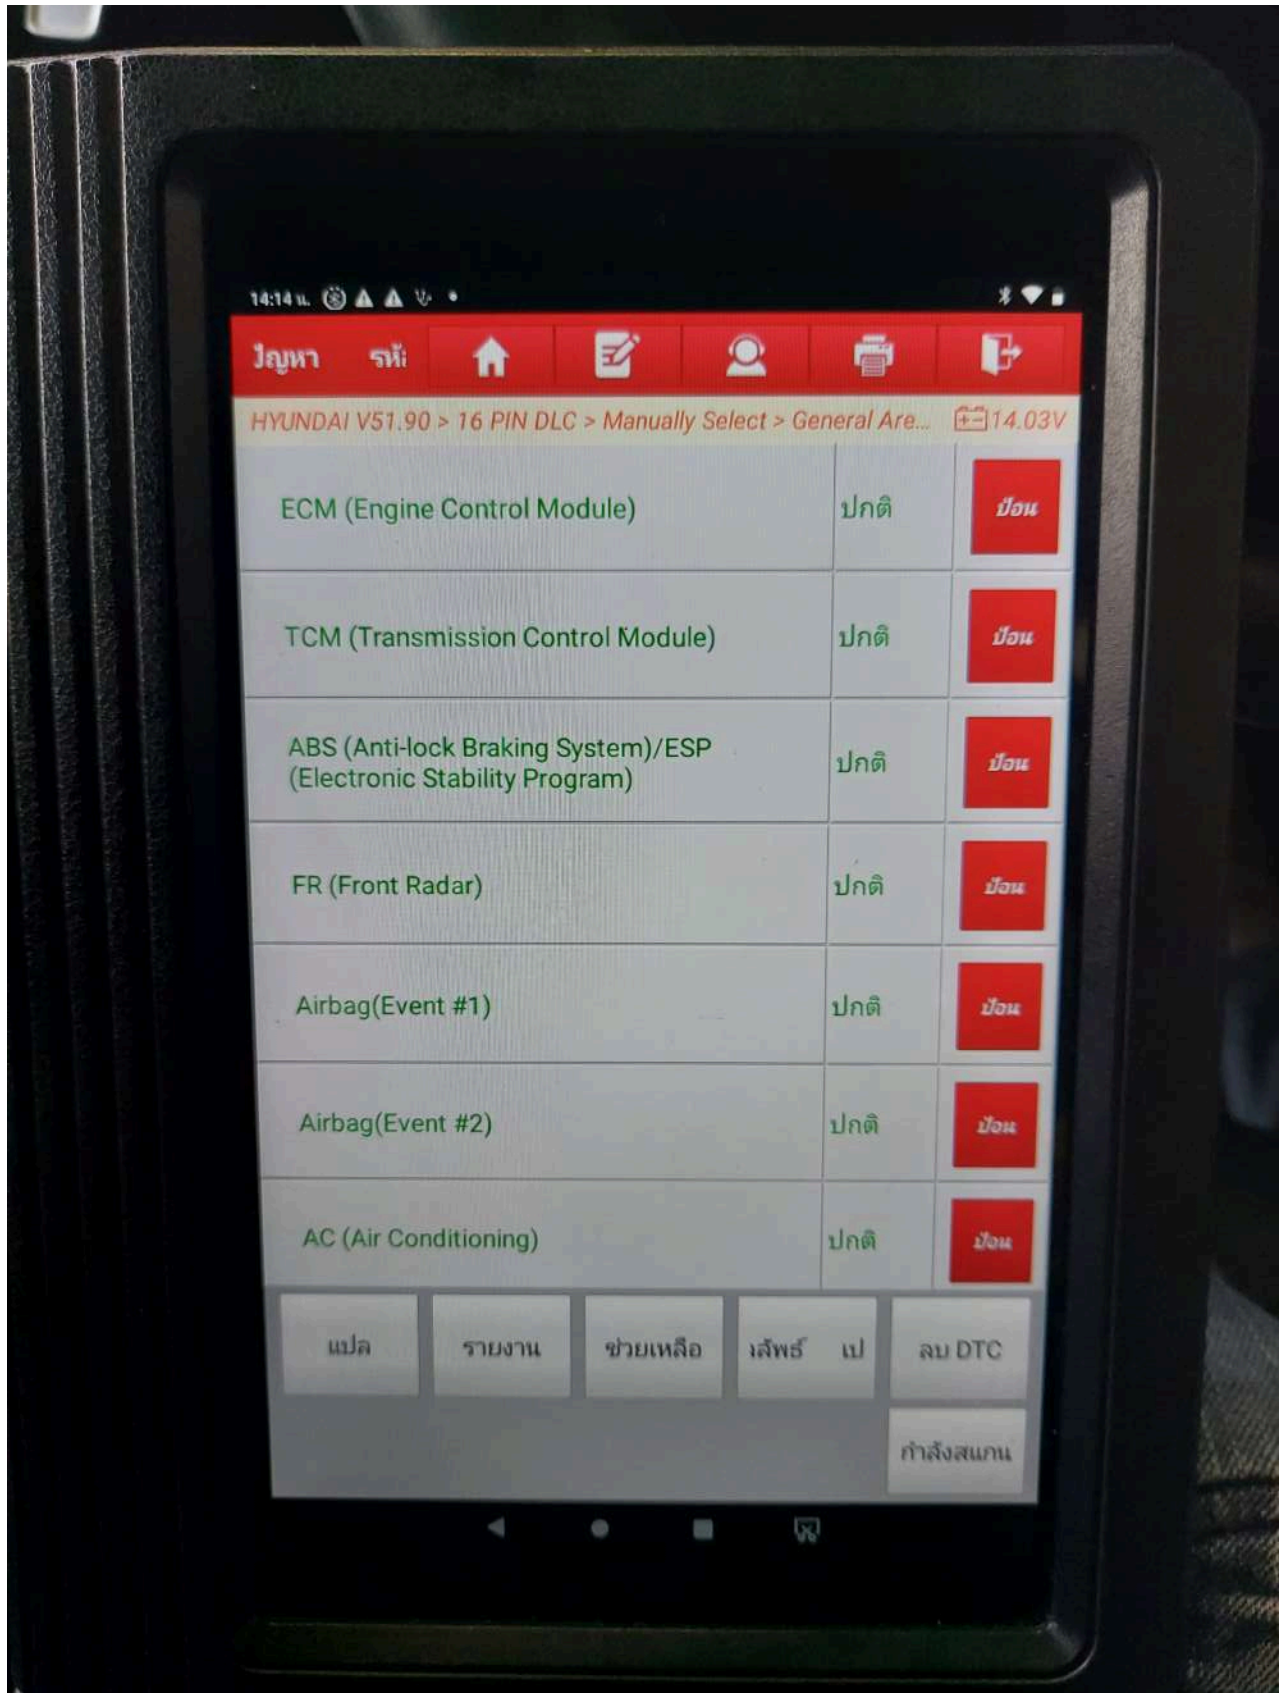 14:14 น.
ปัญหา รหั
HYUNDAI V51.90 > 16 PIN DLC > Manually Select > General Are... 14.03V
ECM (Engine Control Module) ปกติ ป้อน
TCM (Transmission Control Module) ปกติ ป้อน
ABS (Anti-lock Braking System)/ESP
(Electronic Stability Program) ปกติ ป้อน
FR (Front Radar) ปกติ ป้อน
Airbag(Event #1) ปกติ ป้อน
Airbag(Event #2) ปกติ ป้อน
AC (Air Conditioning) ปกติ ป้อน
แปล รายงาน ช่วยเหลือ าลัพธ์ เป ลบ DTC
กำลังสแกน